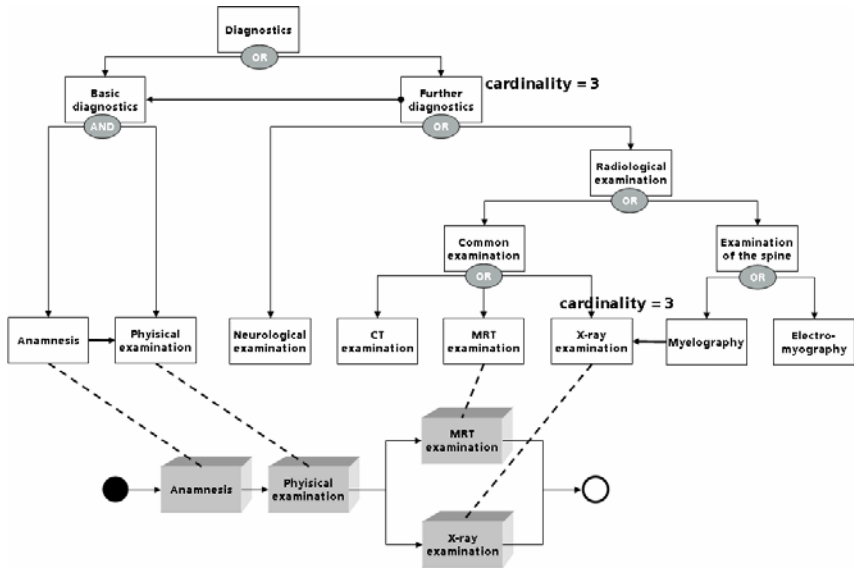 Diagnostics
OR
Basic
diagnostics
Further
diagnostics
cardinality = 3
AND
OR
Radiological
examination
OR
Common
examination
Examination
of the spine
OR
OR
cardinality = 3
Anamnesis
Phyisical
examination
Neurological
examination
CT
examination
MRT
examination
X-ray
examination
Myelography
Electro-
myography
MRT
examination
Anamnesis
Phyisical
examination
X-ray
examination